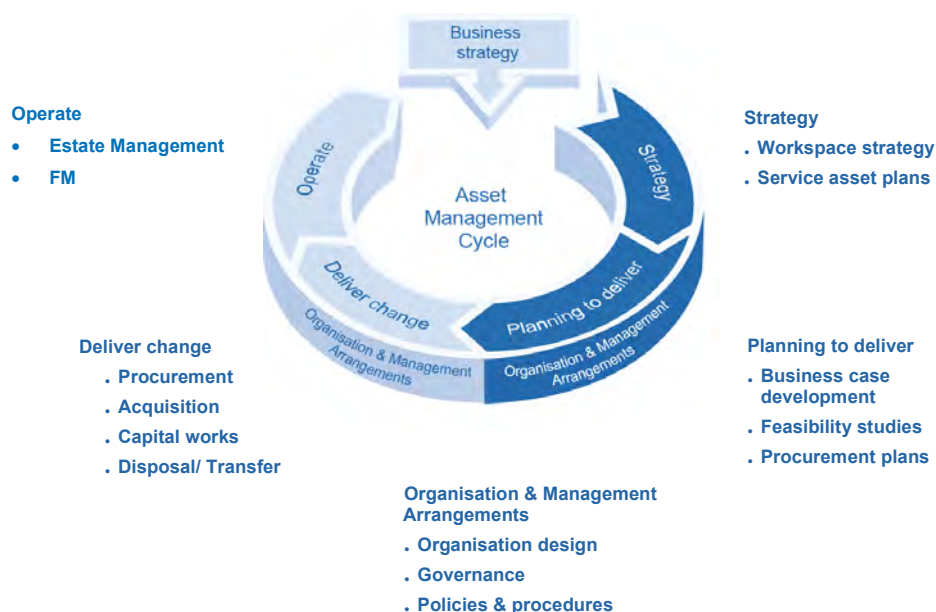 Business
strategy
Operate
• Estate Management
• FM
Strategy
. Workspace strategy
. Service asset plans
Operate
Strategy
Asset
Management
Cycle
Deliver change
Planning to deliver
Organisation & Management
Arrangements
Organisation & Management
Arrangements
Deliver change
. Procurement
. Acquisition
. Capital works
. Disposal/ Transfer
Planning to deliver
. Business case
development
. Feasibility studies
. Procurement plans
Organisation & Management
Arrangements
. Organisation design
. Governance
. Policies & procedures